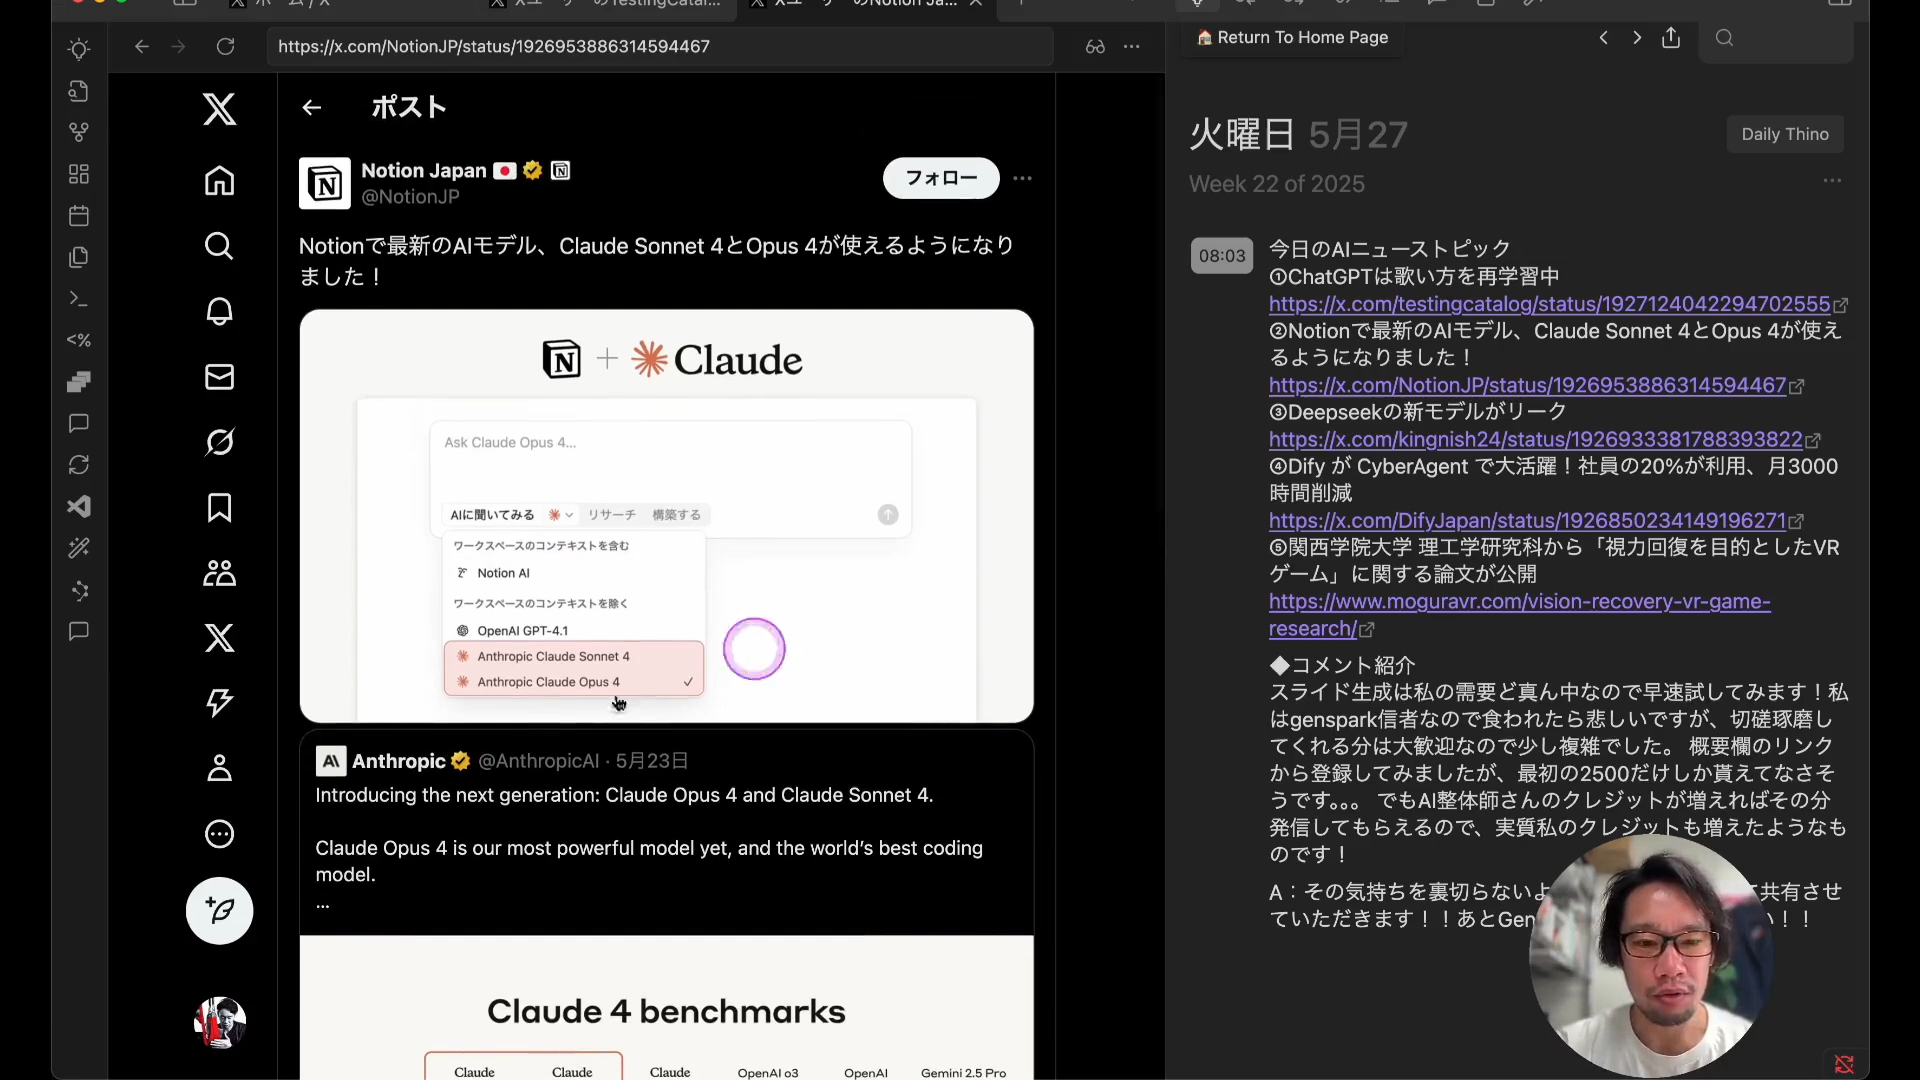 https://x.com/NotionJP/status/1926953886314594467
ポスト
Notion Japan
@NotionJP
フォロー
Notionで最新のAIモデル、Claude Sonnet 4とOpus 4が使えるようになり
ました！
Claude
Ask Claude Opus 4...
AIに聞いてみる リサーチ 構築する
ワークスペースのコンテキストを含む
Notion AI
ワークスペースのコンテキストを除く
OpenAI GPT-4.1
Anthropic Claude Sonnet 4
Anthropic Claude Opus 4
Anthropic @AnthropicAI · 5月23日
Introducing the next generation: Claude Opus 4 and Claude Sonnet 4.
Claude Opus 4 is our most powerful model yet, and the world's best coding
model.
...
Claude 4 benchmarks
Claude Claude Claude OpenAI o3 OpenAI Gemini 2.5 Pro
Return To Home Page
火曜日 5月27
Daily Thino
Week 22 of 2025
08:03
今日のAIニューストピック
①ChatGPTは歌い方を再学習中
https://x.com/testingcatalog/status/1927124042294702555
②Notionで最新のAIモデル、Claude Sonnet 4とOpus 4が使え
るようになりました！
https://x.com/NotionJP/status/1926953886314594467
③Deepseekの新モデルがリーク
https://x.com/kingnish24/status/1926933381788393822
④Dify が CyberAgent で大活躍！社員の20%が利用、月3000
時間削減
https://x.com/DifyJapan/status/1926850234149196271
⑤関西学院大学 理工学研究科から「視力回復を目的としたVR
ゲーム」に関する論文が公開
https://www.moguravr.com/vision-recovery-vr-game-
research/
◆コメント紹介
スライド生成は私の需要ど真ん中なので早速試してみます！私
はgenspark信者なので食われたら悲しいですが、切磋琢磨し
てくれる分は大歓迎なので少し複雑でした。 概要欄のリンク
から登録してみましたが、最初の2500だけしか貰えてなさそ
うです。。。 でもAI整体師さんのクレジットが増えればその分
発信してもらえるので、実質私のクレジットも増えたようなも
のです！
A：その気持ちを裏切らないよ 共有させ
ていただきます！！あとGen ！！